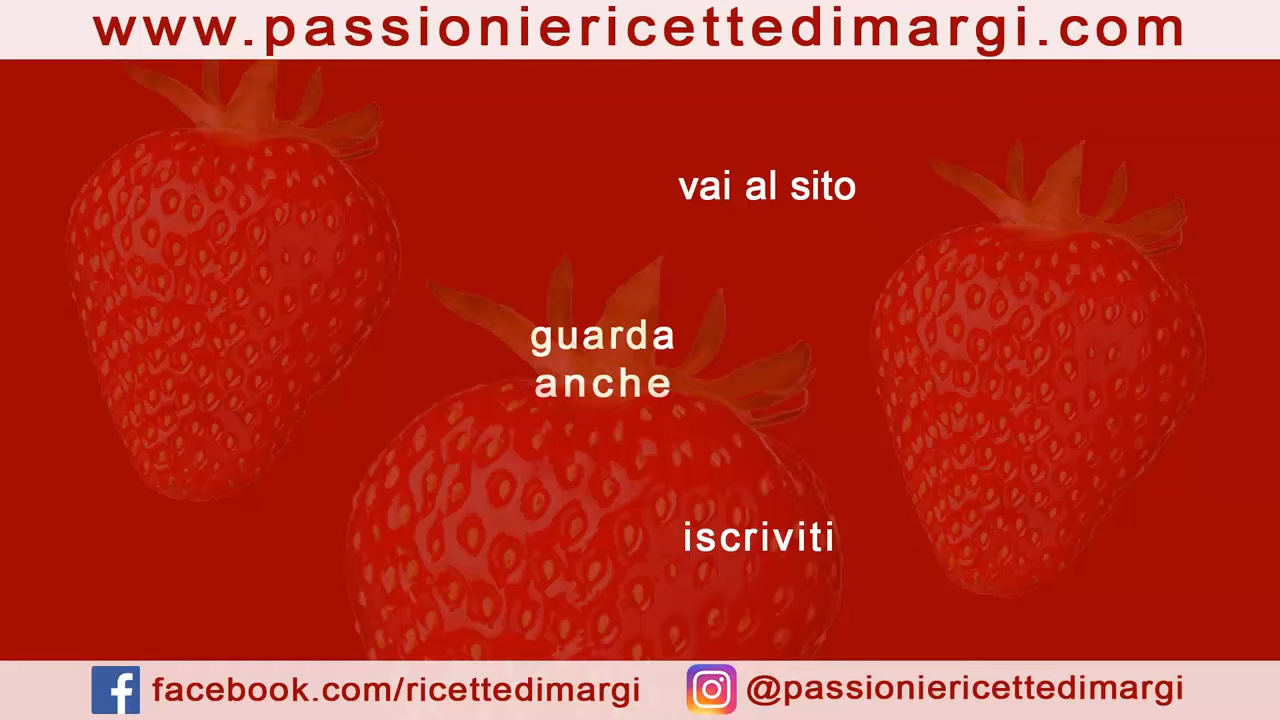 www.passioniericettedimargi.com
vai al sito
guarda
anche
iscriviti
facebook.com/ricettedimargi
@passioniericettedimargi